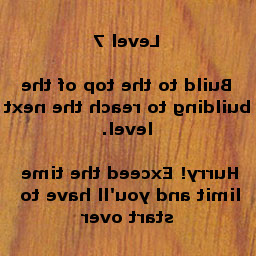 Level 7
Build to the top of the
building to reach the next
level.
Hurry! Exceed the time
limit and you'll have to
start over